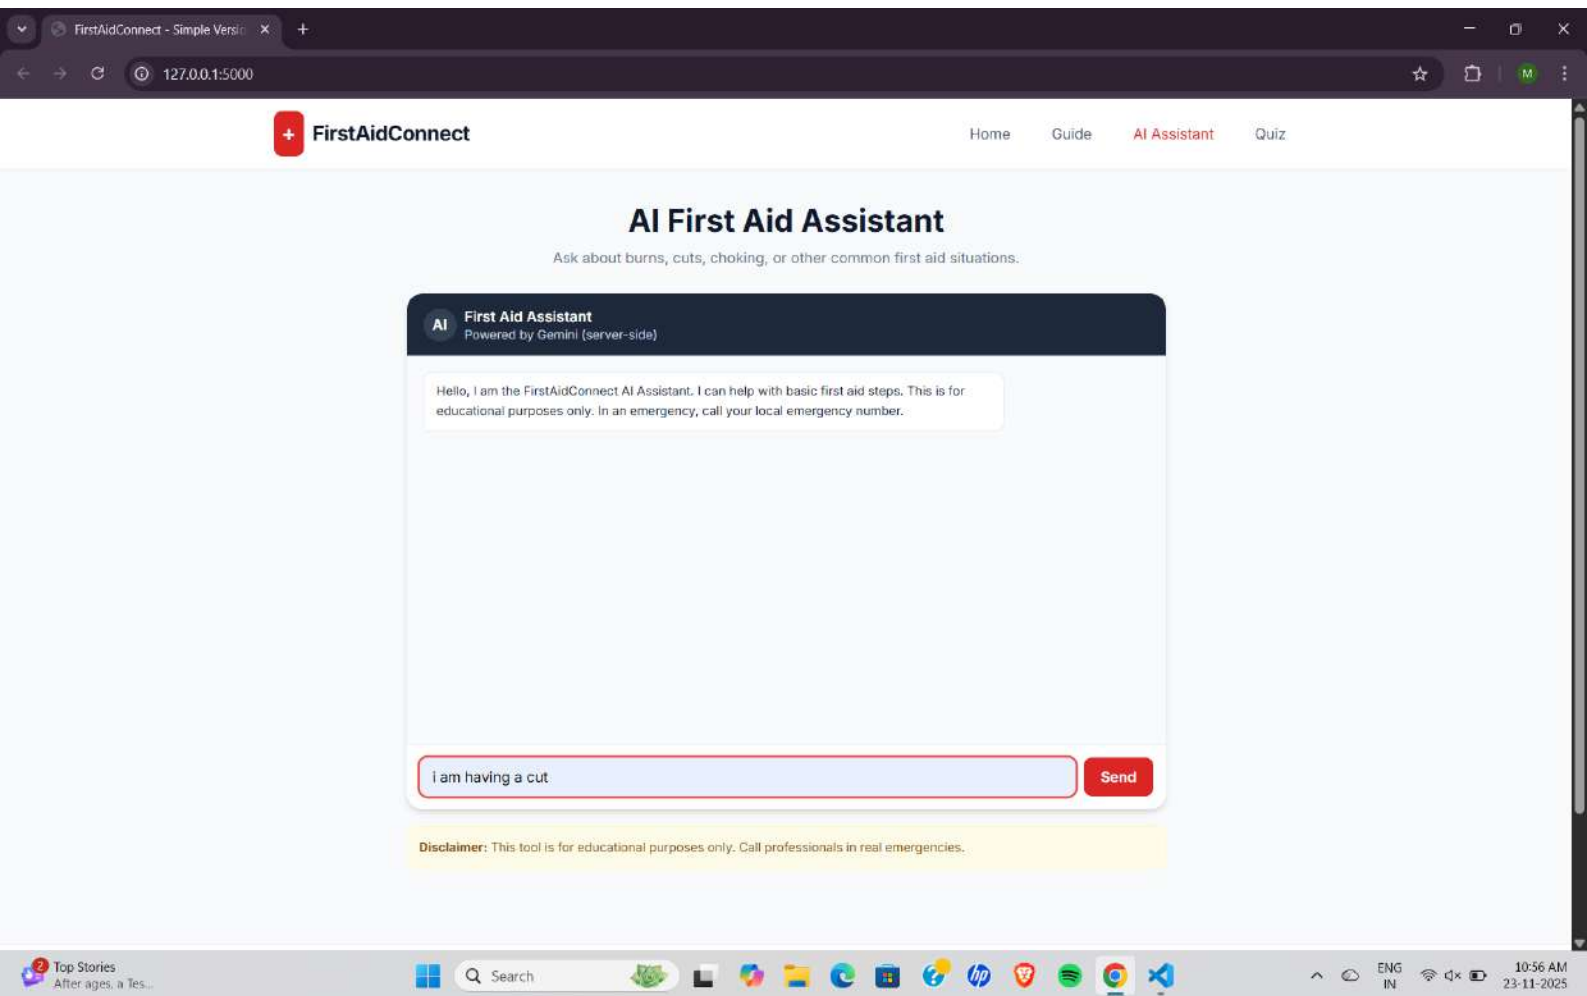 FirstAidConnect - Simple Versio
127.0.0.1:5000
M
+ FirstAidConnect
Home Guide AI Assistant Quiz
AI First Aid Assistant
Ask about burns, cuts, choking, or other common first aid situations.
AI
First Aid Assistant
Powered by Gemini (server-side)
Hello, I am the FirstAidConnect AI Assistant. I can help with basic first aid steps. This is for
educational purposes only. In an emergency, call your local emergency number.
i am having a cut
Send
Disclaimer: This tool is for educational purposes only. Call professionals in real emergencies.
2
Top Stories
After ages, a Tes...
Search
hp
ENG
IN
10:56 AM
23-11-2025